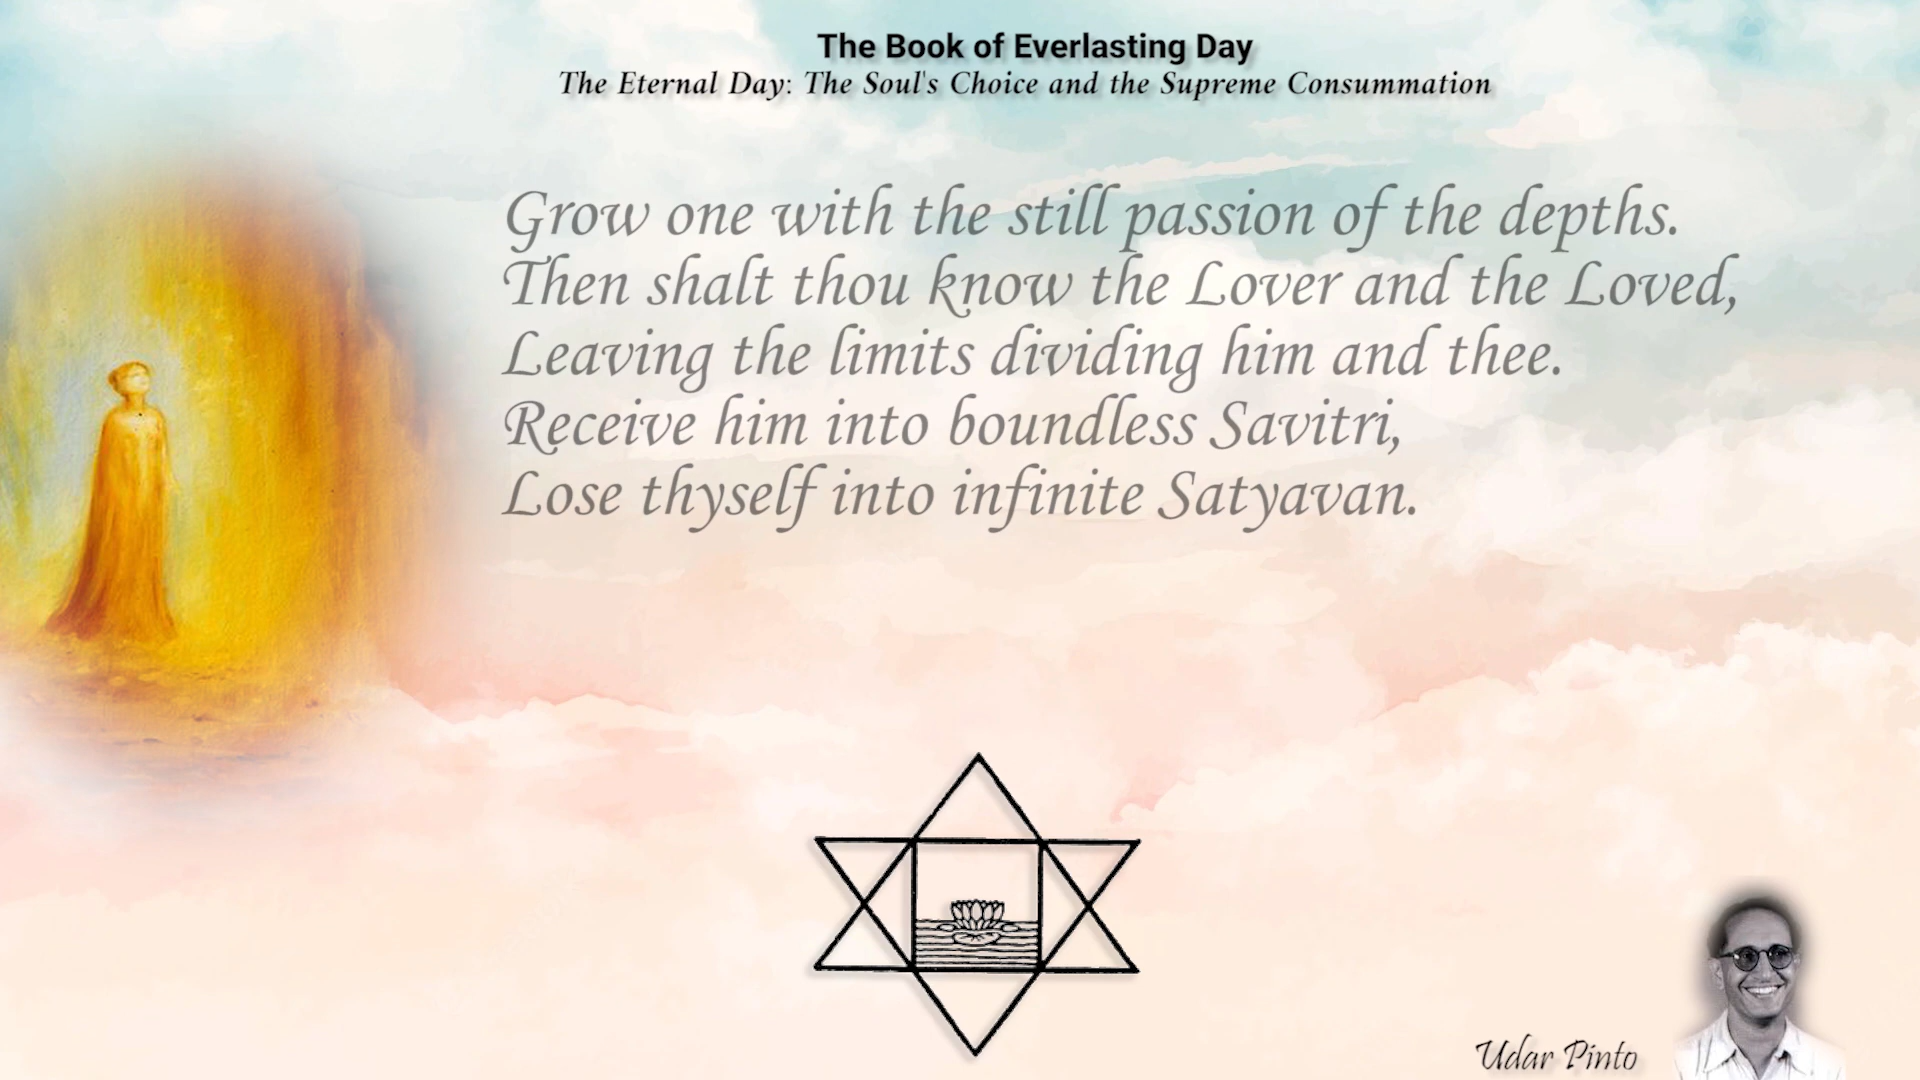 The Book of Everlasting Day
The Eternal Day: The Soul's Choice and the Supreme Consummation
Grow one with the still passion of the depths.
Then shalt thou know the Lover and the Loved,
Leaving the limits dividing him and thee.
Receive him into boundless Savitri,
Lose thyself into infinite Satyavan.
Udar Pinto